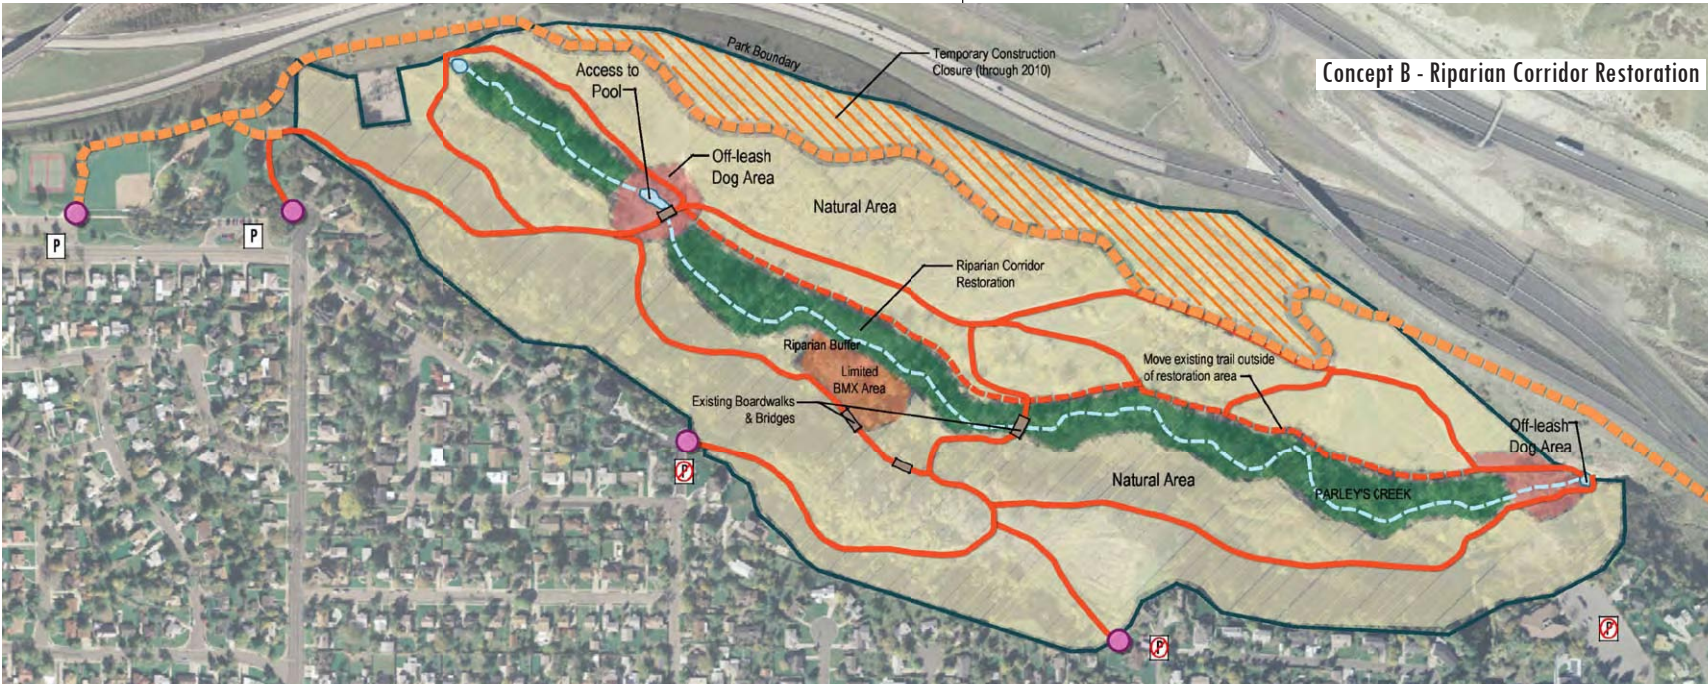 Concept B - Riparian Corridor Restoration
Park Boundary
Temporary Construction
Closure (through 2010)
Access to
Pool
Off-leash
Dog Area
Natural Area
P
P
Riparian Corridor
Restoration
Riparian Buffer
Limited
BMX Area
Move existing trail outside
of restoration area
Existing Boardwalks
& Bridges
Off-leash
Dog Area
P
Natural Area
PARLEY'S CREEK
P
P